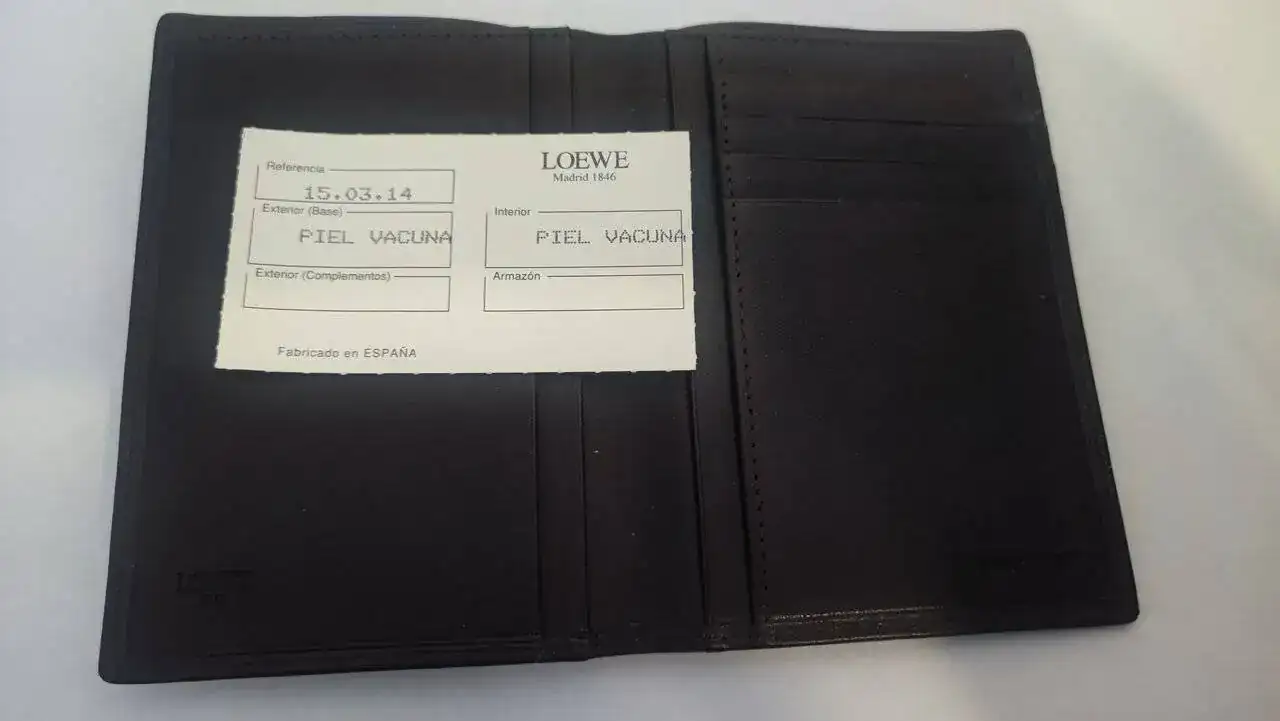 LOEWE
Madrid 1846
Referencia
15.03.14
Exterior (Base)
PIEL VACUNA
Interior
PIEL VACUNA
Exterior (Complementos)
Armazón
Fabricado en ESPAÑA
LOEWE